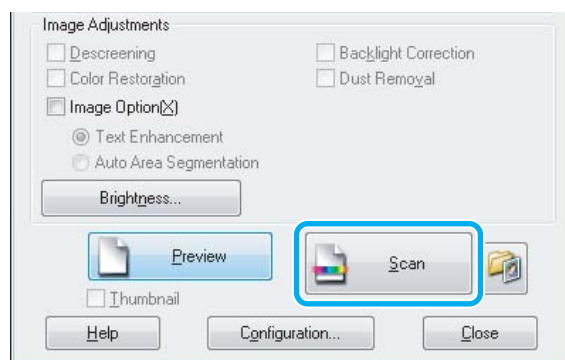 Image Adjustments
Descreening Backlight Correction
Color Restoration Dust Removal
Image Option(X)
Text Enhancement
Auto Area Segmentation
Brightness...
Preview Scan
Thumbnail
Help Configuration... Close